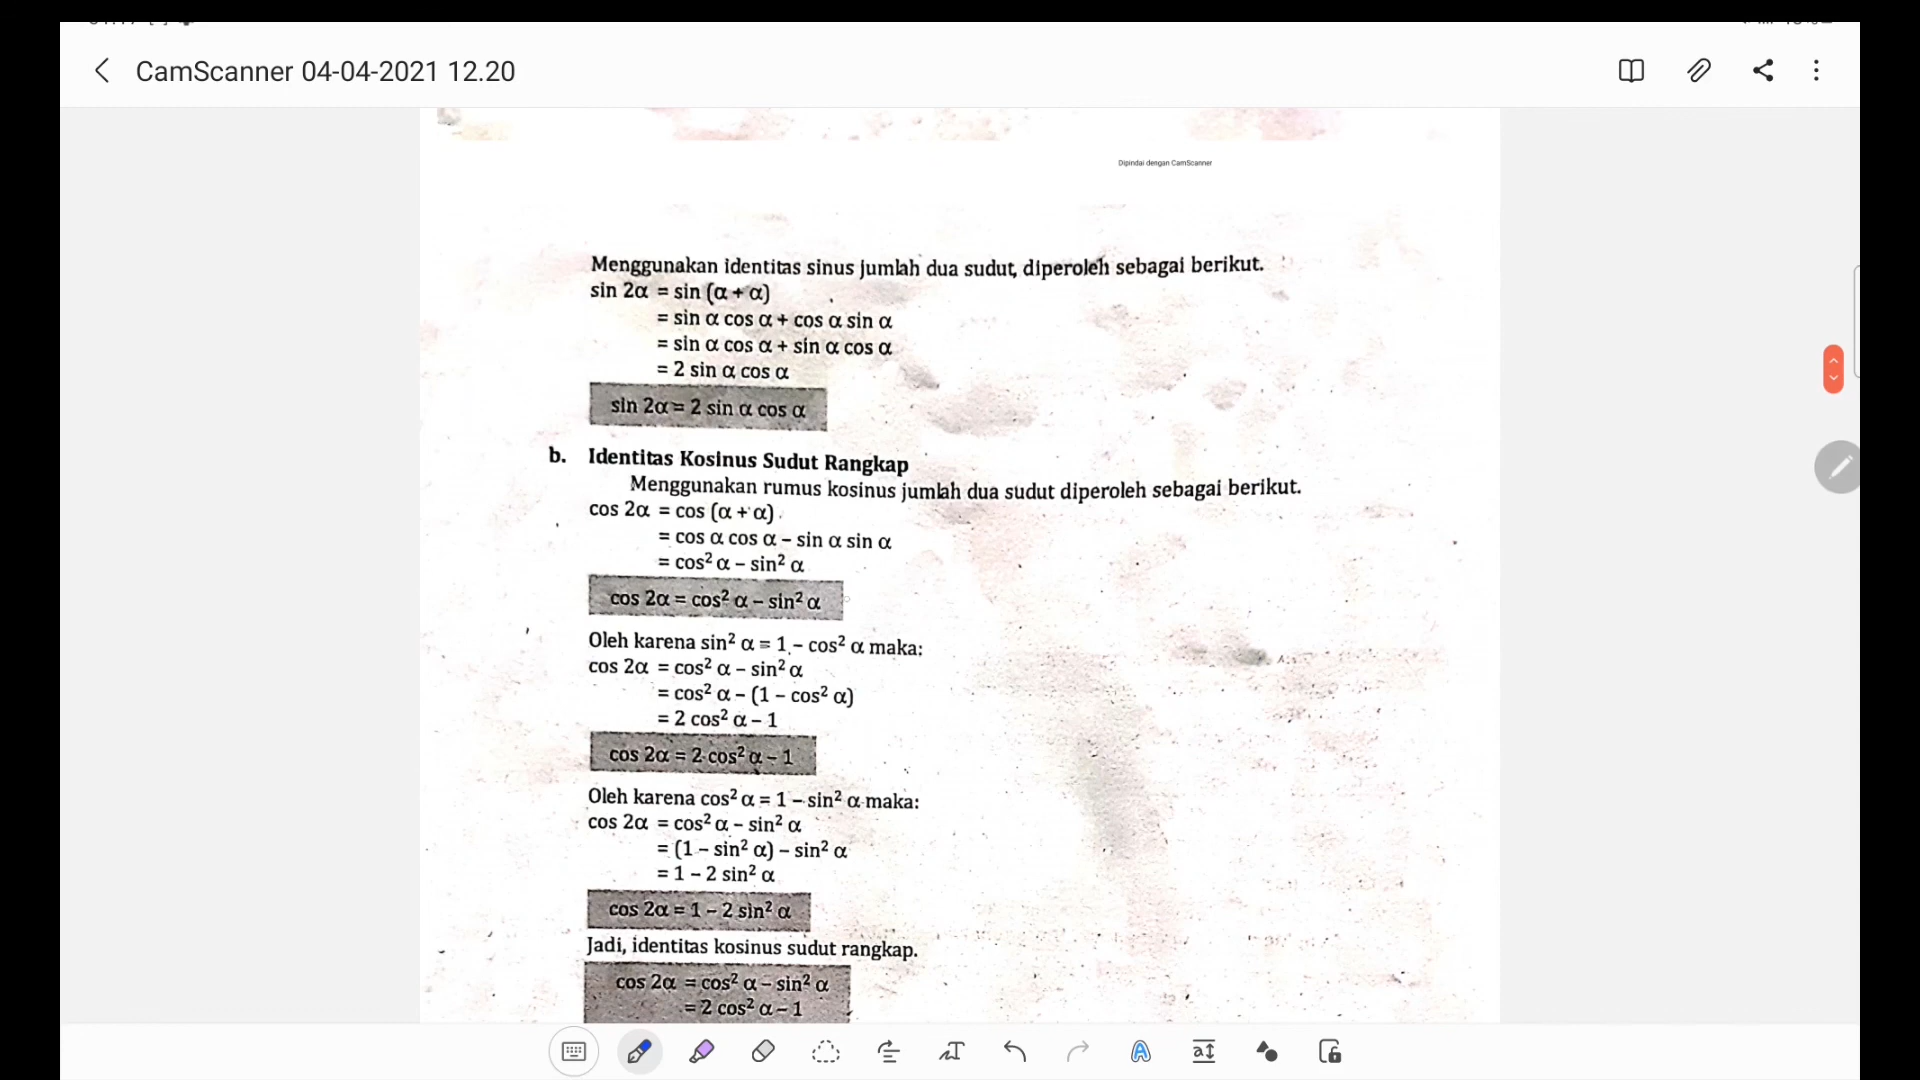 CamScanner 04-04-2021 12.20
Dipindai dengan CamScanner
Menggunakan identitas sinus jumlah dua sudut, diperoleh sebagai berikut.
sin 2α = sin (α + α)
= sin α cos α + cos α sin α
= sin α cos α + sin α cos α
= 2 sin α cos α
sin 2α = 2 sin α cos α
b. Identitas Kosinus Sudut Rangkap
Menggunakan rumus kosinus jumlah dua sudut diperoleh sebagai berikut.
cos 2α = cos (α + α)
= cos α cos α – sin α sin α
= cos² α – sin² α
cos 2α = cos² α – sin² α
Oleh karena sin² α = 1 – cos² α maka:
cos 2α = cos² α – sin² α
= cos² α – (1 – cos² α)
= 2 cos² α – 1
cos 2α = 2 cos² α – 1
Oleh karena cos² α = 1 – sin² α maka:
cos 2α = cos² α – sin² α
= (1 – sin² α) – sin² α
= 1 – 2 sin² α
cos 2α = 1 – 2 sin² α
Jadi, identitas kosinus sudut rangkap.
cos 2α = cos² α – sin² α
= 2 cos² α – 1